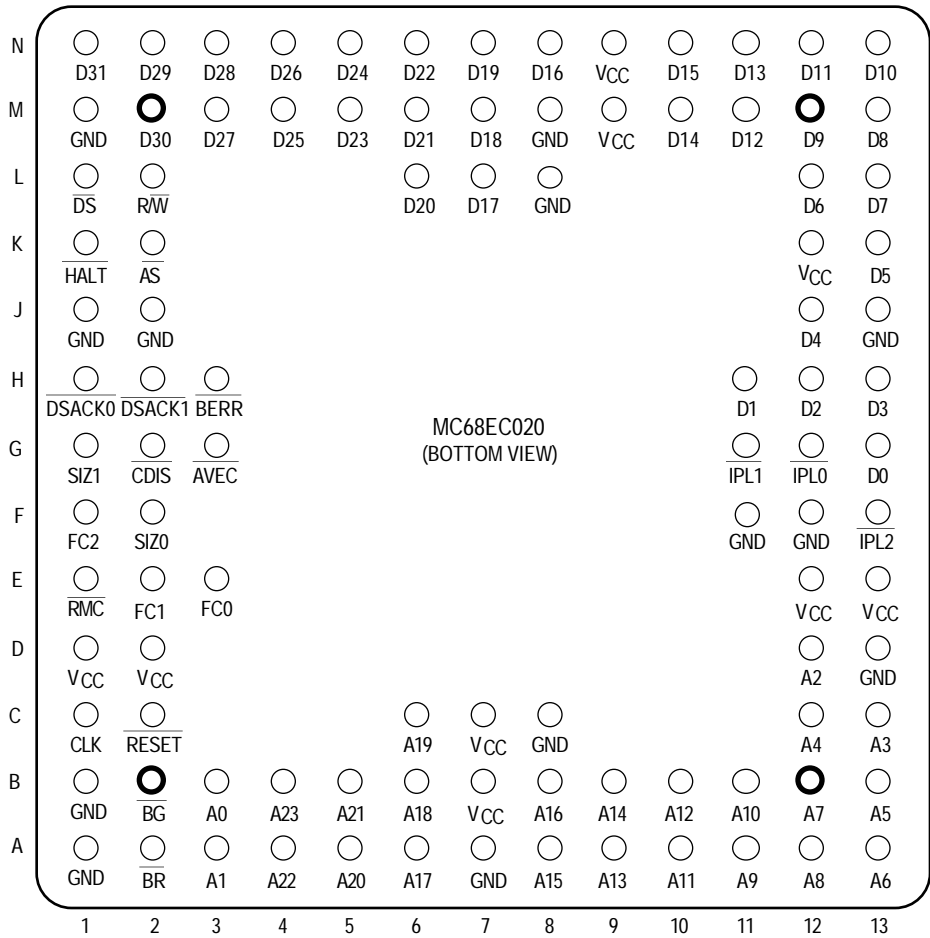 N
D31 D29 D28 D26 D24 D22 D19 D16 VCC D15 D13 D11 D10
M
GND D30 D27 D25 D23 D21 D18 GND VCC D14 D12 D9 D8
L
DS R/W D20 D17 GND D6 D7
K
HALT AS VCC D5
J
GND GND D4 GND
H
DSACK0 DSACK1 BERR D1 D2 D3
MC68EC020
(BOTTOM VIEW)
G
SIZ1 CDIS AVEC IPL1 IPL0 D0
F
FC2 SIZ0 GND GND IPL2
E
RMC FC1 FC0 VCC VCC
D
VCC VCC A2 GND
C
CLK RESET A19 VCC GND A4 A3
B
GND BG A0 A23 A21 A18 VCC A16 A14 A12 A10 A7 A5
A
GND BR A1 A22 A20 A17 GND A15 A13 A11 A9 A8 A6
1 2 3 4 5 6 7 8 9 10 11 12 13